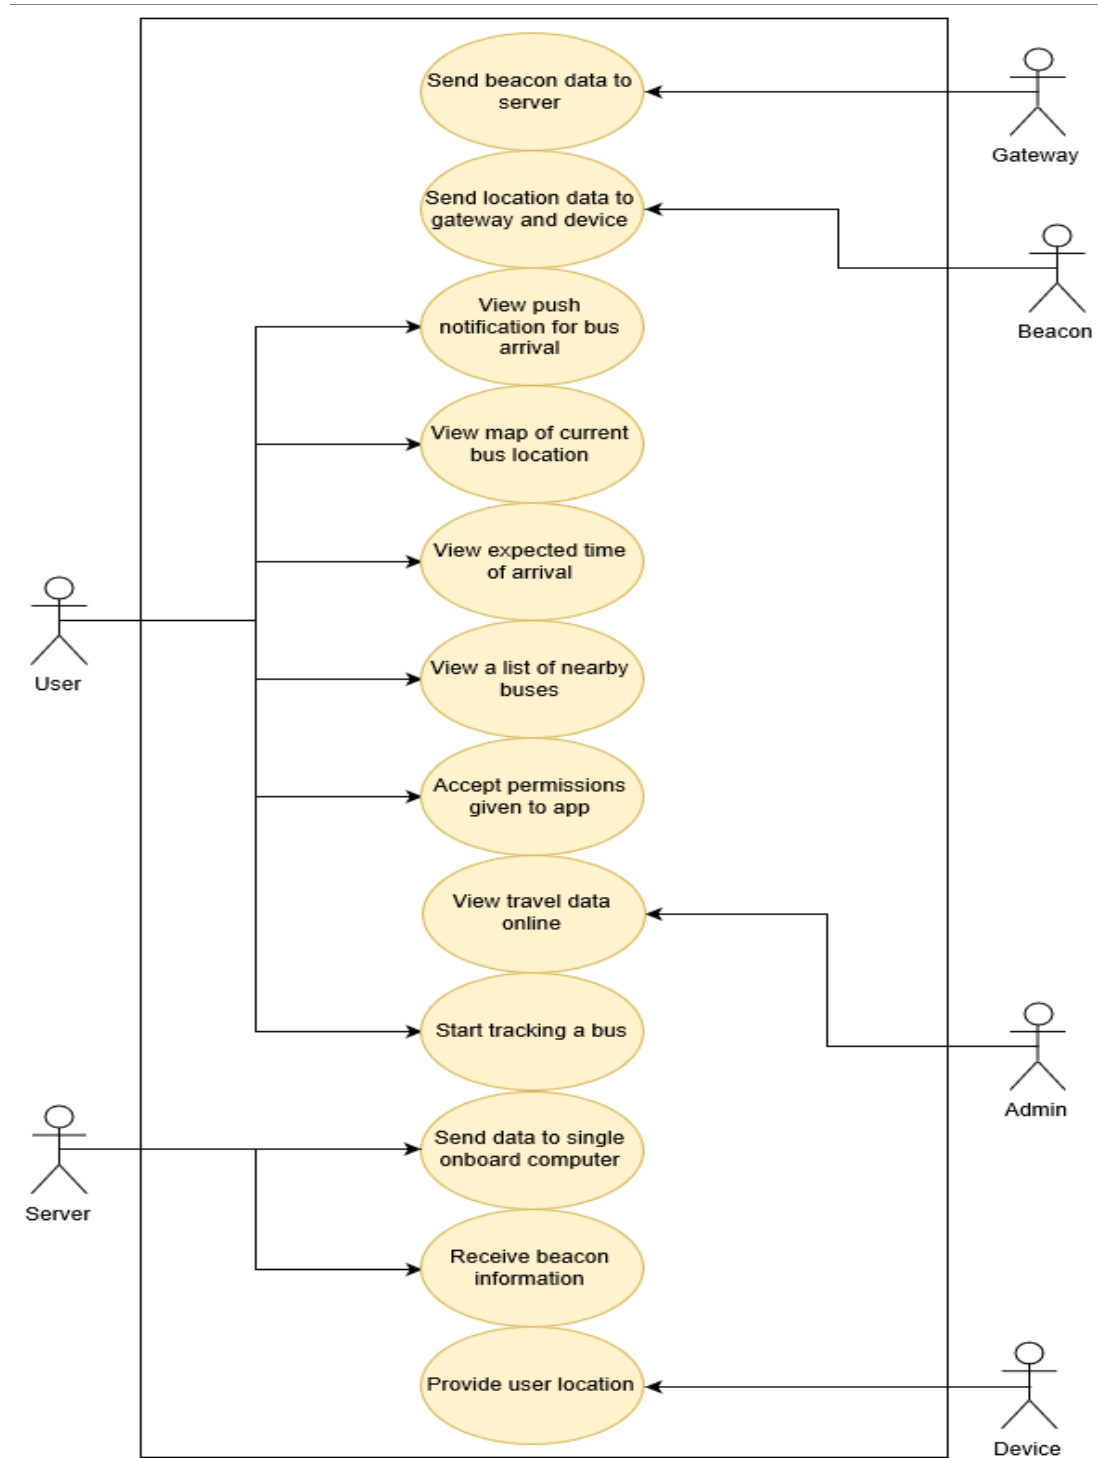 Send beacon data to
server
Gateway
Send location data to
gateway and device
Beacon
View push
notification for bus
arrival
View map of current
bus location
View expected time
of arrival
User
View a list of nearby
buses
Accept permissions
given to app
View travel data
online
Start tracking a bus
Admin
Send data to single
onboard computer
Server
Receive beacon
information
Provide user location
Device